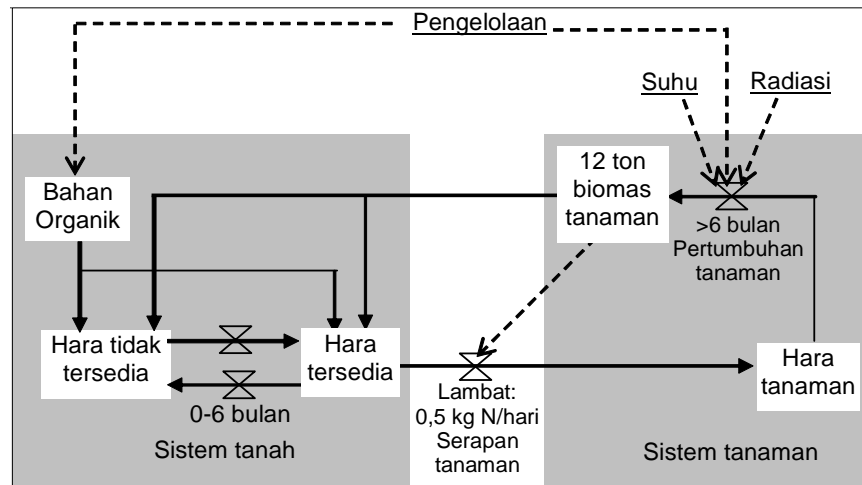 Pengelolaan
Suhu
Radiasi
Bahan
Organik
12 ton
biomas
tanaman
>6 bulan
Pertumbuhan
tanaman
Hara tidak
tersedia
Hara
tersedia
Hara
tanaman
0-6 bulan
Lambat:
0,5 kg N/hari
Serapan
tanaman
Sistem tanah
Sistem tanaman